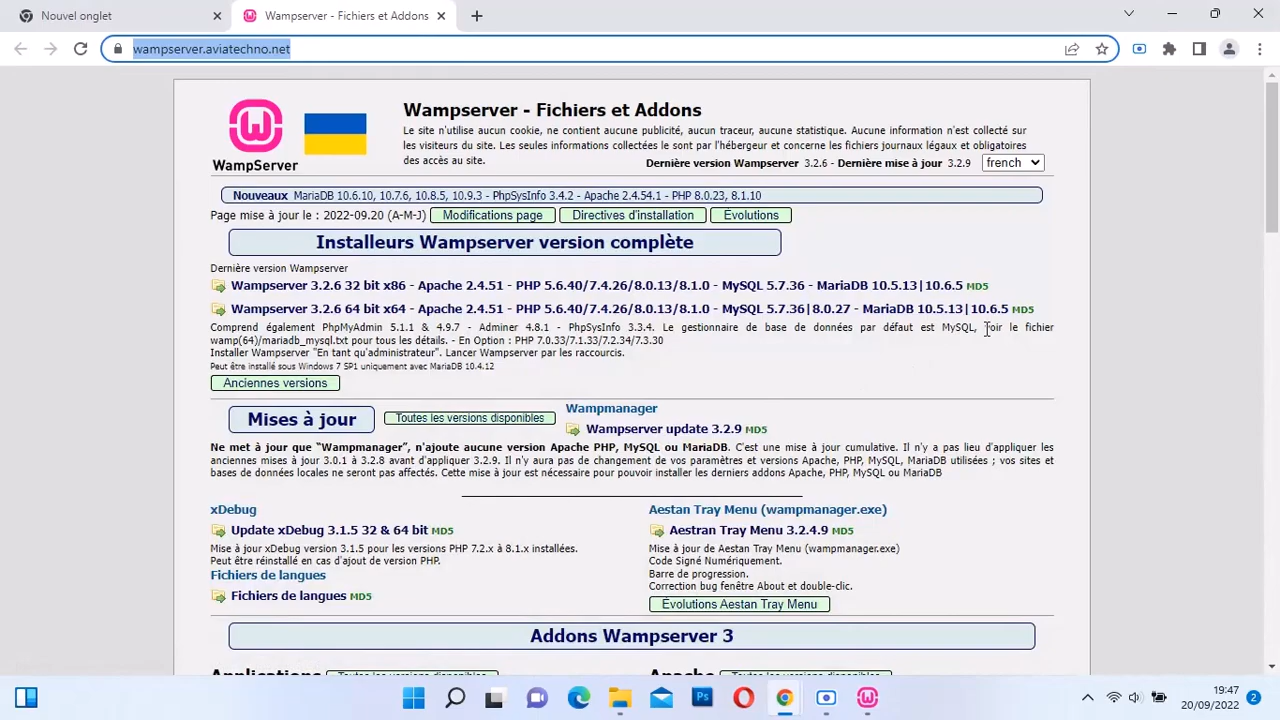 Nouvel onglet
Wampserver - Fichiers et Addons
wampserver.aviatechno.net
Wampserver - Fichiers et Addons
Le site n'utilise aucun cookie, ne contient aucune publicité, aucun traceur, aucune statistique. Aucune information n'est collecté sur
les visiteurs du site. Les seules informations collectées le sont par l'hébergeur et concerne les fichiers journaux légaux et obligatoires
des accès au site.
Dernière version Wampserver 3.2.6 - Dernière mise à jour 3.2.9
french
WampServer
Nouveaux MariaDB 10.6.10, 10.7.6, 10.8.5, 10.9.3 - PhpSysInfo 3.4.2 - Apache 2.4.54.1 - PHP 8.0.23, 8.1.10
Page mise à jour le : 2022-09.20 (A-M-J) Modifications page Directives d'installation Évolutions
Installeurs Wampserver version complète
Dernière version Wampserver
Wampserver 3.2.6 32 bit x86 - Apache 2.4.51 - PHP 5.6.40/7.4.26/8.0.13/8.1.0 - MySQL 5.7.36 - MariaDB 10.5.13|10.6.5 MD5
Wampserver 3.2.6 64 bit x64 - Apache 2.4.51 - PHP 5.6.40/7.4.26/8.0.13/8.1.0 - MySQL 5.7.36|8.0.27 - MariaDB 10.5.13|10.6.5 MD5
Comprend également PhpMyAdmin 5.1.1 & 4.9.7 - Adminer 4.8.1 - PhpSysInfo 3.3.4. Le gestionnaire de base de données par défaut est MySQL, voir le fichier
wamp(64)/mariadb_mysql.txt pour tous les détails. - En Option : PHP 7.0.33/7.1.33/7.2.34/7.3.30
Installer Wampserver "En tant qu'administrateur". Lancer Wampserver par les raccourcis.
Peut être installé sous Windows 7 SP1 uniquement avec MariaDB 10.4.12
Anciennes versions
Mises à jour
Toutes les versions disponibles
Wampmanager
Wampserver update 3.2.9 MD5
Ne met à jour que “Wampmanager”, n'ajoute aucune version Apache PHP, MySQL ou MariaDB. C'est une mise à jour cumulative. Il n'y a pas lieu d'appliquer les
anciennes mises à jour 3.0.1 à 3.2.8 avant d'appliquer 3.2.9. Il n'y aura pas de changement de vos paramètres et versions Apache, PHP, MySQL, MariaDB utilisées ; vos sites et
bases de données locales ne seront pas affectés. Cette mise à jour est nécessaire pour pouvoir installer les derniers addons Apache, PHP, MySQL ou MariaDB
xDebug
Update xDebug 3.1.5 32 & 64 bit MD5
Mise à jour xDebug version 3.1.5 pour les versions PHP 7.2.x à 8.1.x installées.
Peut être réinstallé en cas d'ajout de version PHP.
Fichiers de langues
Fichiers de langues MD5
Aestan Tray Menu (wampmanager.exe)
Aestran Tray Menu 3.2.4.9 MD5
Mise à jour de Aestan Tray Menu (wampmanager.exe)
Code Signé Numériquement.
Barre de progression.
Correction bug fenêtre About et double-clic.
Évolutions Aestan Tray Menu
Addons Wampserver 3
Applications Toutes les versions disponibles
Apache Toutes les versions disponibles
Ps
19:47
20/09/2022
2